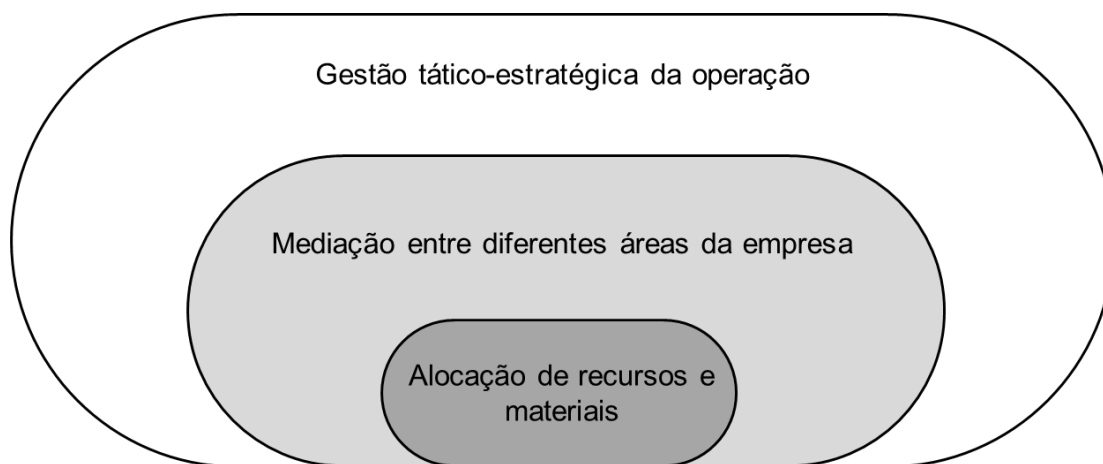 Gestão tático-estratégica da operação
Mediação entre diferentes áreas da empresa
Alocação de recursos e
materiais